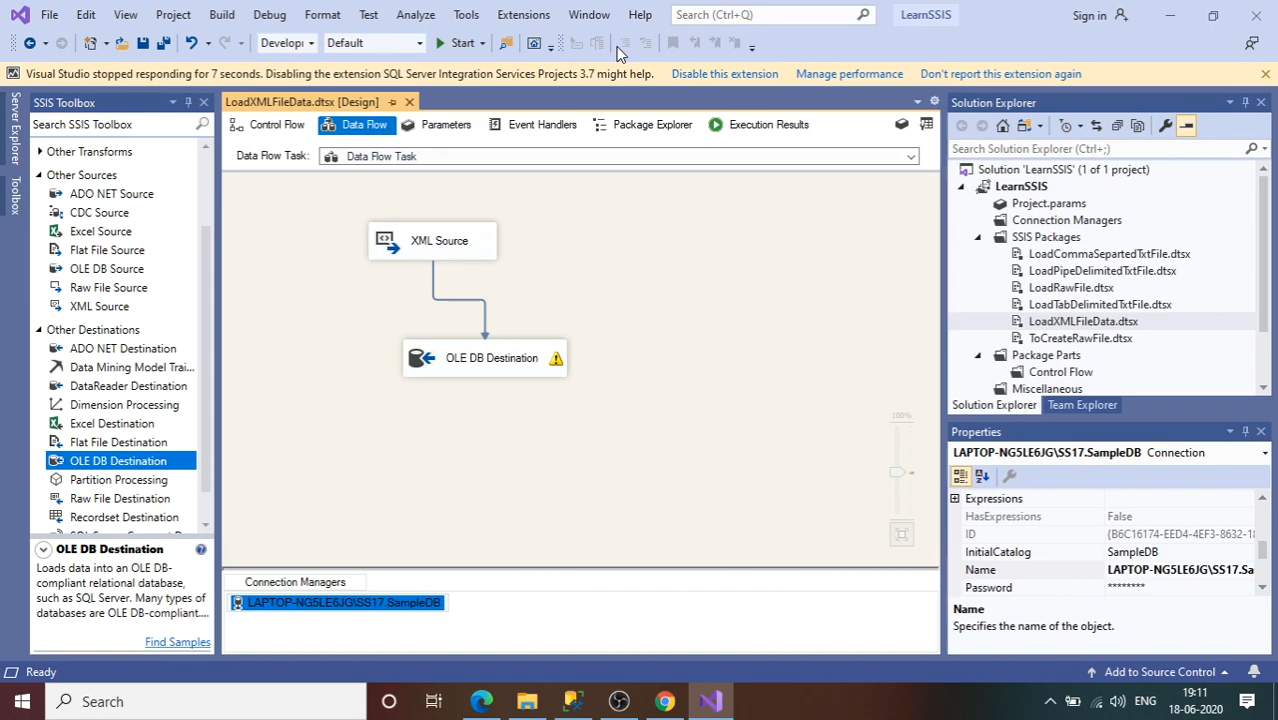 File Edit View Project Build Debug Format Test Analyze Tools Extensions Window Help Search (Ctrl+Q) LearnSSIS Sign in
Developi Default Start
Visual Studio stopped responding for 7 seconds. Disabling the extension SQL Server Integration Services Projects 3.7 might help. Disable this extension Manage performance Don't report this extension again
Server Explorer
Toolbox
SSIS Toolbox
Search SSIS Toolbox
Other Transforms
Other Sources
ADO NET Source
CDC Source
Excel Source
Flat File Source
OLE DB Source
Raw File Source
XML Source
Other Destinations
ADO NET Destination
Data Mining Model Trai...
DataReader Destination
Dimension Processing
Excel Destination
Flat File Destination
OLE DB Destination
Partition Processing
Raw File Destination
Recordset Destination
OLE DB Destination
Loads data into an OLE DB-
compliant relational database,
such as SQL Server. Many types of
databases are OLE DB-compliant....
Find Samples
LoadXMLFileData.dtsx [Design]
Control Flow Data Flow Parameters Event Handlers Package Explorer Execution Results
Data Flow Task: Data Flow Task
XML Source
OLE DB Destination
100%
Connection Managers
LAPTOP-NG5LE6JG\SS17.SampleDB
Solution Explorer
Search Solution Explorer (Ctrl+;)
Solution 'LearnSSIS' (1 of 1 project)
LearnSSIS
Project.params
Connection Managers
SSIS Packages
LoadCommaSepartedTxtFile.dtsx
LoadPipeDelimitedTxtFile.dtsx
LoadRawFile.dtsx
LoadTabDelimitedTxtFile.dtsx
LoadXMLFileData.dtsx
ToCreateRawFile.dtsx
Package Parts
Control Flow
Miscellaneous
Solution Explorer Team Explorer
Properties
LAPTOP-NG5LE6JG\SS17.SampleDB Connection
Expressions
HasExpressions False
ID {B6C16174-EED4-4EF3-8632-18
InitialCatalog SampleDB
Name LAPTOP-NG5LE6JG\SS17.Sa
Password ********
Name
Specifies the name of the object.
Ready Add to Source Control
Search ENG 19:11
18-06-2020